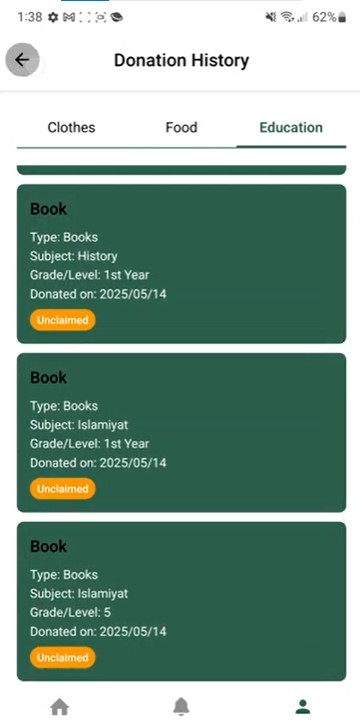 1:38 62%
Donation History
Clothes Food Education
Book
Type: Books
Subject: History
Grade/Level: 1st Year
Donated on: 2025/05/14
Unclaimed
Book
Type: Books
Subject: Islamiyat
Grade/Level: 1st Year
Donated on: 2025/05/14
Unclaimed
Book
Type: Books
Subject: Islamiyat
Grade/Level: 5
Donated on: 2025/05/14
Unclaimed